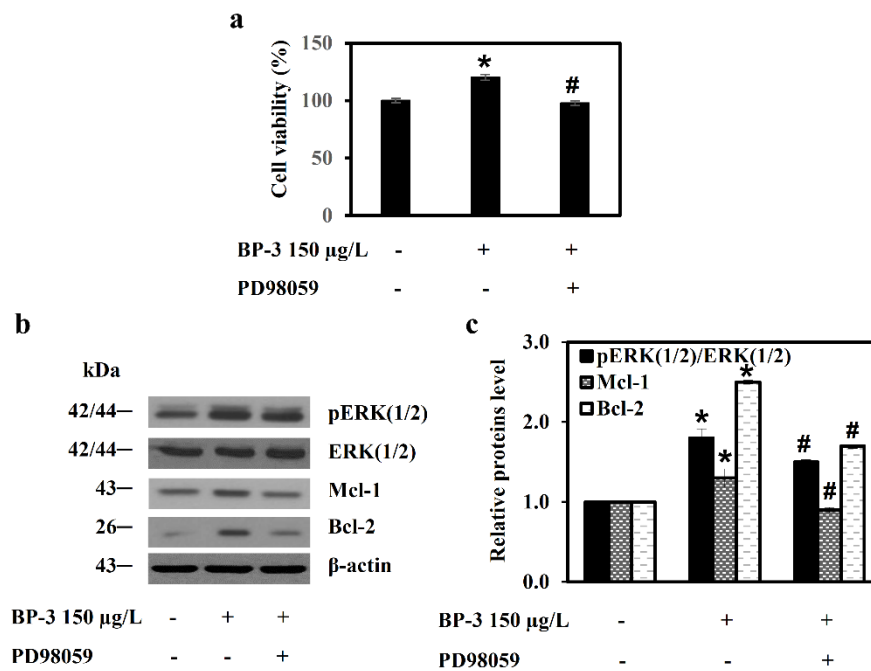 a
Cell viability (%)
150
100
50
0
*
#
BP-3 150 µg/L - + +
PD98059 - - +
b
kDa
42/44— pERK(1/2)
42/44— ERK(1/2)
43— Mcl-1
26— Bcl-2
43— β-actin
BP-3 150 µg/L - + +
PD98059 - - +
c
Relative proteins level
3.0
2.0
1.0
0.0
pERK(1/2)/ERK(1/2)
Mcl-1
Bcl-2
* * *
# # #
BP-3 150 µg/L - + +
PD98059 - - +